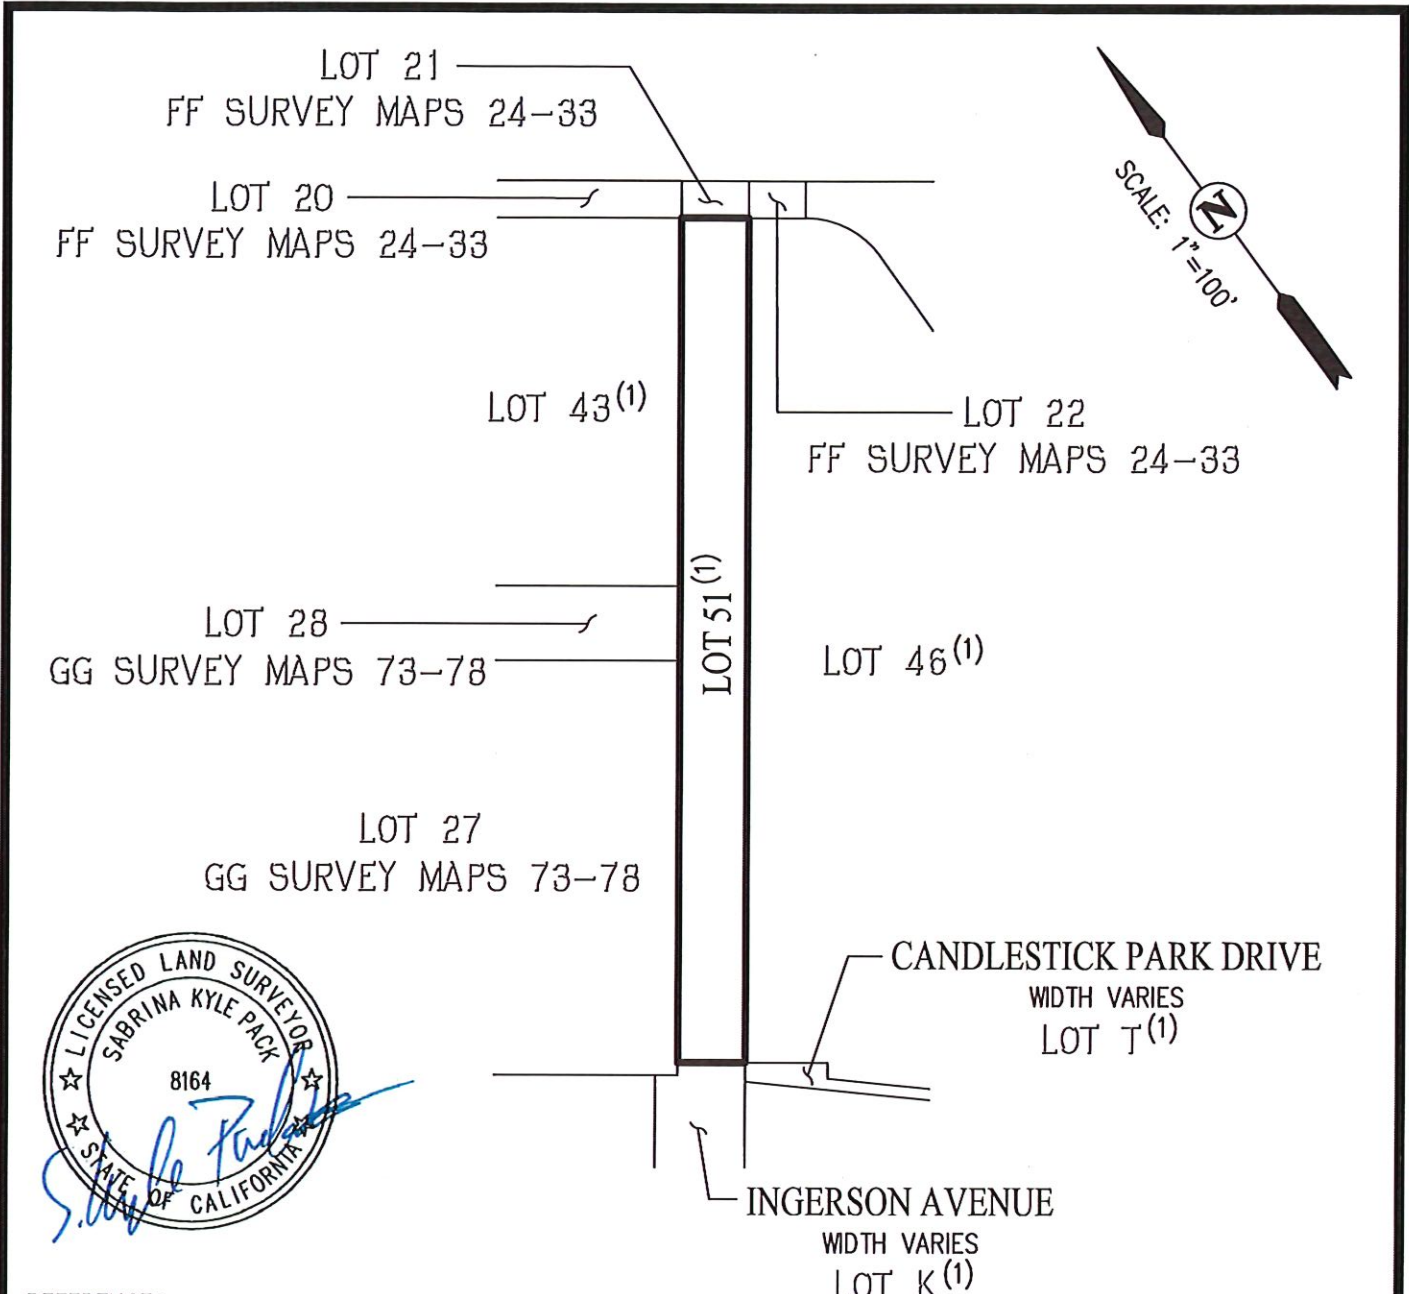 LOT 21
FF SURVEY MAPS 24-33
LOT 20
FF SURVEY MAPS 24-33
SCALE: 1"=100'
N
LOT 43(1)
LOT 22
FF SURVEY MAPS 24-33
LOT 51(1)
LOT 28
GG SURVEY MAPS 73-78
LOT 46(1)
LOT 27
GG SURVEY MAPS 73-78
CANDLESTICK PARK DRIVE
WIDTH VARIES
LOT T(1)
LICENSED LAND SURVEYOR
SABRINA KYLE PACK
8164
STATE OF CALIFORNIA
INGERSON AVENUE
WIDTH VARIES
LOT K(1)